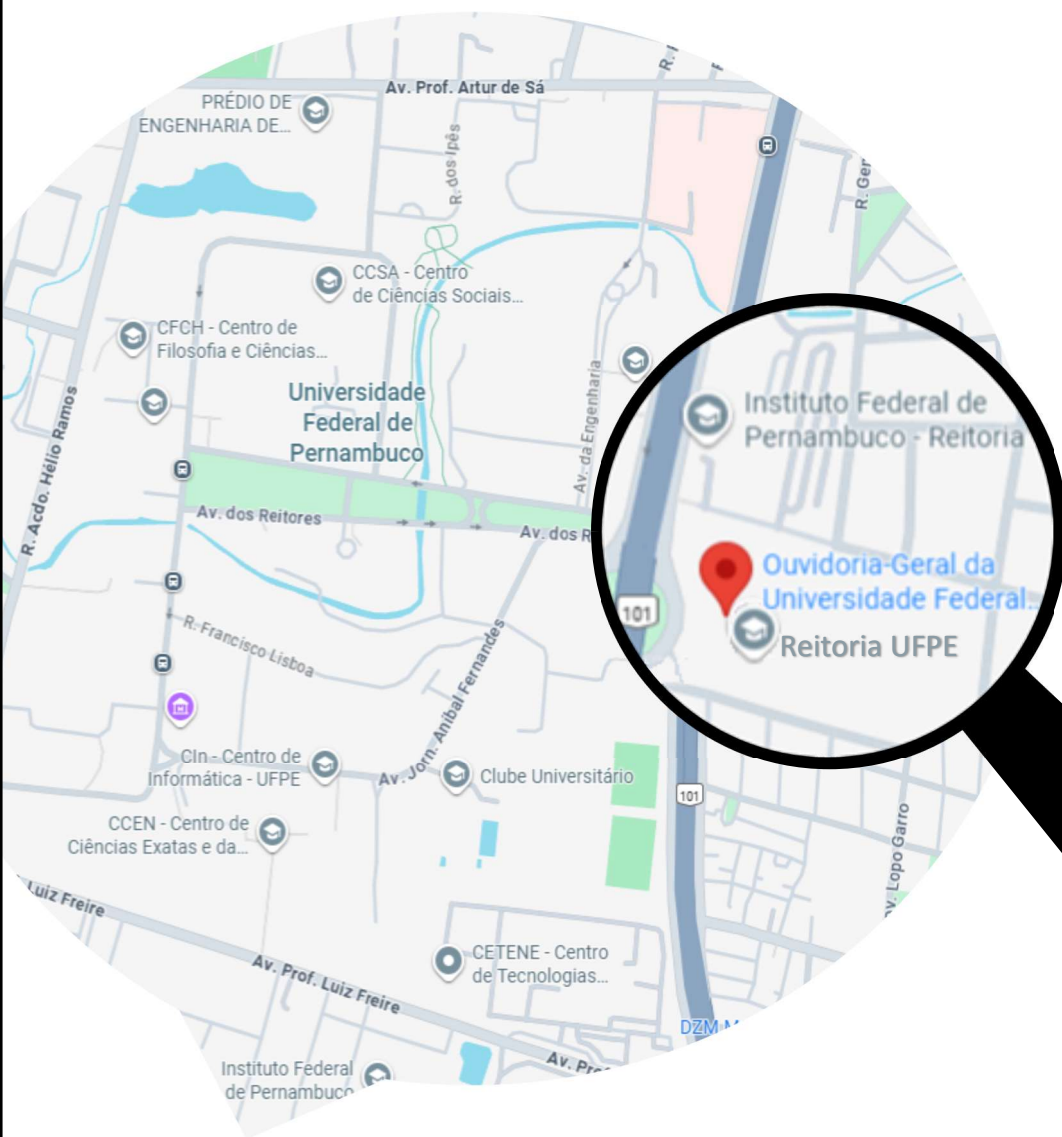 Av. Prof. Artur de Sá
PRÉDIO DE
ENGENHARIA DE...
R. dos Ipês
R. Ger
CCSA - Centro
de Ciências Sociais...
CFCH - Centro de
Filosofia e Ciências...
Universidade
Federal de
Pernambuco
R. Acdo. Hélio Ramos
Av. da Engenharia
Instituto Federal de
Pernambuco - Reitoria
Av. dos Reitores
Av. dos R
Ouvidoria-Geral da
Universidade Federal...
101
Reitoria UFPE
R. Francisco Lisboa
Av. Jorn. Aníbal Fernandes
CIn - Centro de
Informática - UFPE
Clube Universitário
101
CCEN - Centro de
Ciências Exatas e da...
Av. Lopo Garro
Luiz Freire
Av. Prof. Luiz Freire
CETENE - Centro
de Tecnologias...
DZM M
Av. Pro
Instituto Federal
de Pernambuco